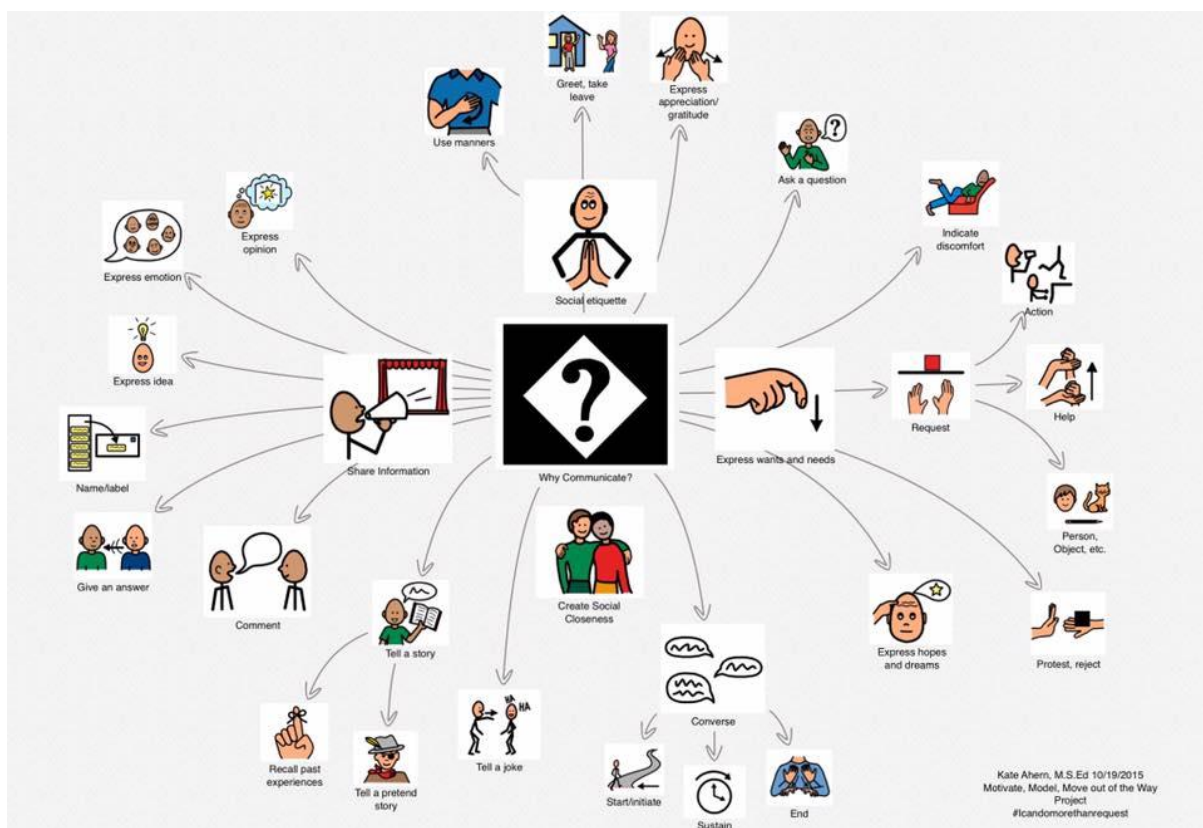 Greet, take
leave
Express
appreciation/
gratitude
Use manners
Ask a question
Express
opinion
Indicate
discomfort
Express emotion
Social etiquette
Action
Express idea
Share Information
?
Why Communicate?
Express wants and needs
Request
Help
Name/label
Person,
Object, etc.
Give an answer
Comment
Create Social
Closeness
Tell a story
Express hopes
and dreams
Protest, reject
HA
HA
Converse
Recall past
experiences
Tell a pretend
story
Tell a joke
Start/initiate
Sustain
End
Kate Ahern, M.S.Ed 10/19/2015
Motivate, Model, Move out of the Way
Project
#Icandomorethanrequest